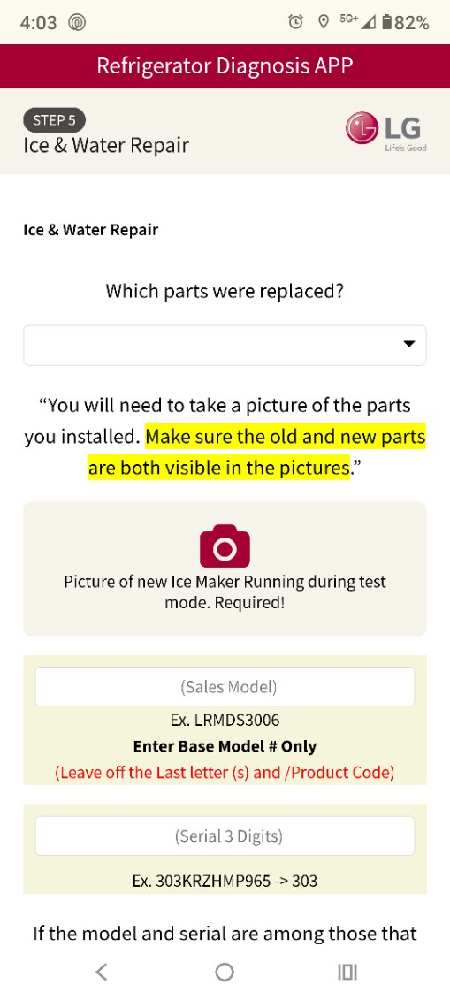 4:03
5G+ 82%
Refrigerator Diagnosis APP
STEP 5
Ice & Water Repair
LG
Life's Good
Ice & Water Repair
Which parts were replaced?
“You will need to take a picture of the parts
you installed. Make sure the old and new parts
are both visible in the pictures.”
Picture of new Ice Maker Running during test
mode. Required!
(Sales Model)
Ex. LRMDS3006
Enter Base Model # Only
(Leave off the Last letter (s) and /Product Code)
(Serial 3 Digits)
Ex. 303KRZHMP965 -> 303
If the model and serial are among those that